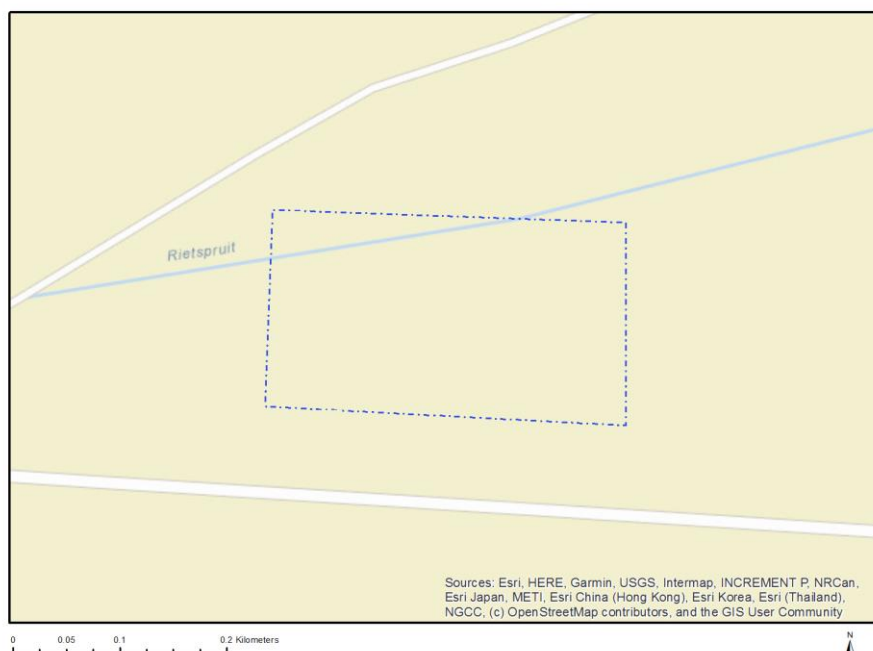 Rietspruit
Sources: Esri, HERE, Garmin, USGS, Intermap, INCREMENT P, NRCan,
Esri Japan, METI, Esri China (Hong Kong), Esri Korea, Esri (Thailand),
NGCC, (c) OpenStreetMap contributors, and the GIS User Community
0 0.05 0.1 0.2 Kilometers
N